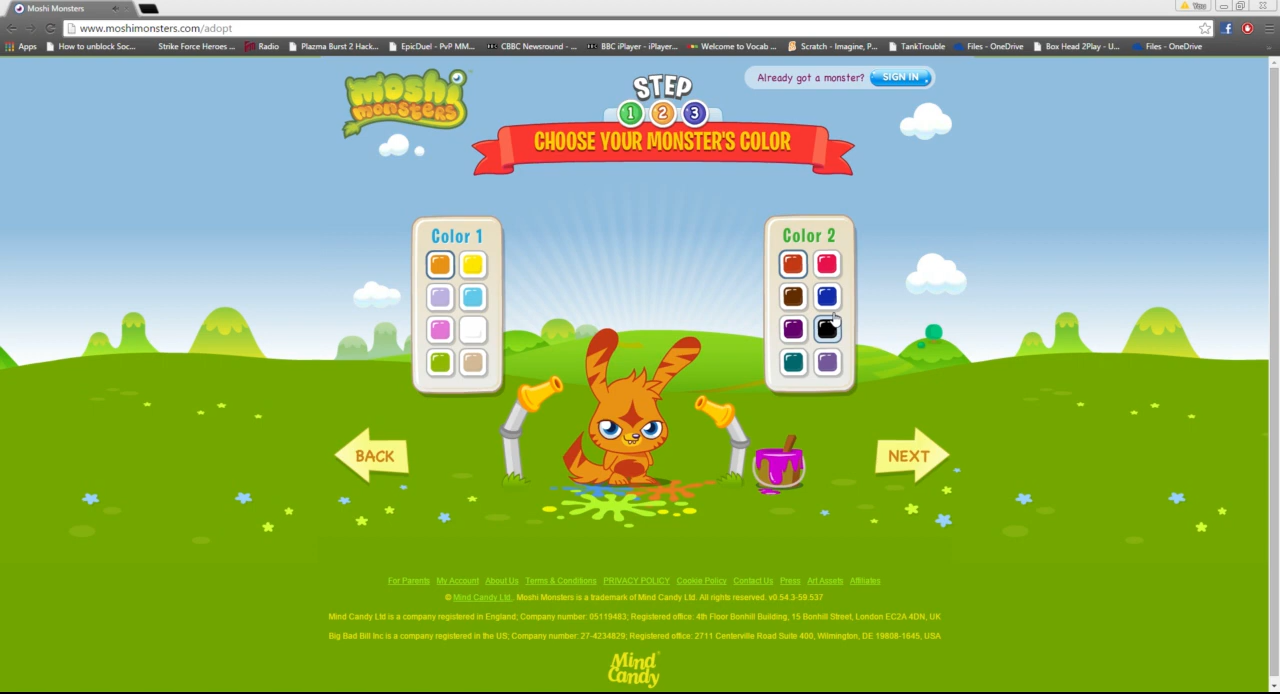 Moshi Monsters
You
www.moshimonsters.com/adopt
Apps How to unblock Soc... Strike Force Heroes ... Radio Plazma Burst 2 Hack... EpicDuel - PvP MM... CBBC Newsround - ... BBC iPlayer - iPlayer... Welcome to Vocab ... Scratch - Imagine, P... TankTrouble Files - OneDrive Box Head 2Play - U... Files - OneDrive
moshi
monsters
STEP
1 2 3
CHOOSE YOUR MONSTER'S COLOR
Already got a monster? SIGN IN
Color 1
Color 2
BACK
NEXT
For Parents My Account About Us Terms & Conditions PRIVACY POLICY Cookie Policy Contact Us Press Art Assets Affiliates
© Mind Candy Ltd. Moshi Monsters is a trademark of Mind Candy Ltd. All rights reserved. v0.54.3-59.537
Mind Candy Ltd is a company registered in England; Company number: 05119483; Registered office: 4th Floor Bonhill Building, 15 Bonhill Street, London EC2A 4DN, UK
Big Bad Bill Inc is a company registered in the US; Company number: 27-4234829; Registered office: 2711 Centerville Road Suite 400, Wilmington, DE 19808-1645, USA
Mind
Candy